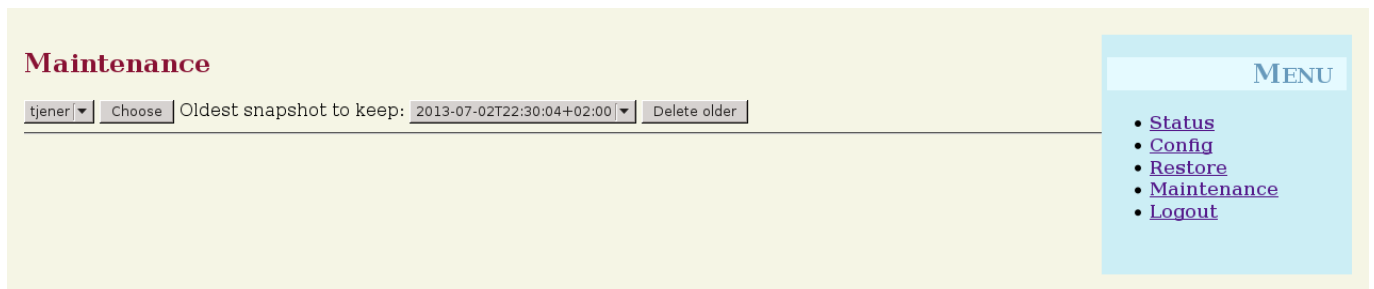 Maintenance
tjener Choose Oldest snapshot to keep: 2013-07-02T22:30:04+02:00 Delete older
MENU
Status
Config
Restore
Maintenance
Logout